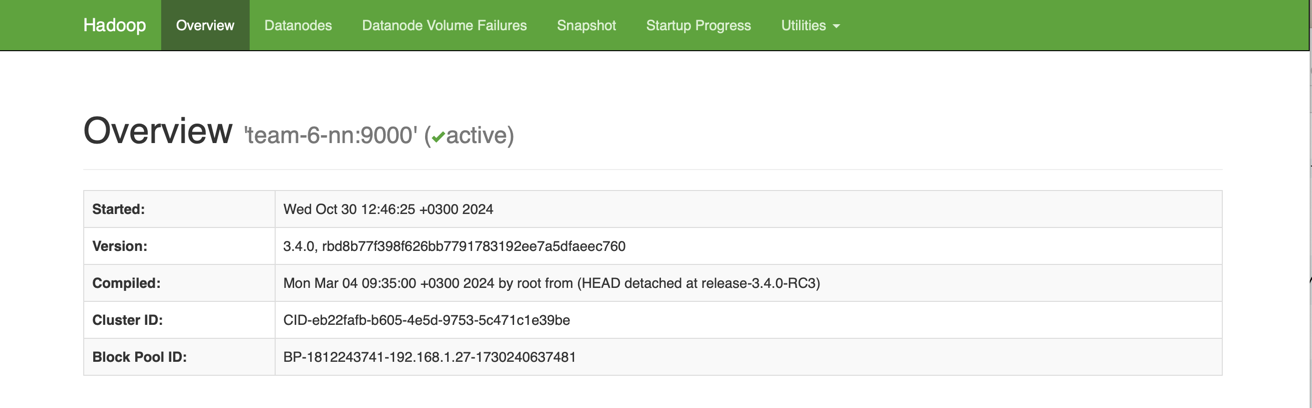 Hadoop Overview Datanodes Datanode Volume Failures Snapshot Startup Progress Utilities
Overview 'team-6-nn:9000' (✔active)
Started: Wed Oct 30 12:46:25 +0300 2024
Version: 3.4.0, rbd8b77f398f626bb7791783192ee7a5dfaeec760
Compiled: Mon Mar 04 09:35:00 +0300 2024 by root from (HEAD detached at release-3.4.0-RC3)
Cluster ID: CID-eb22fafb-b605-4e5d-9753-5c471c1e39be
Block Pool ID: BP-1812243741-192.168.1.27-1730240637481